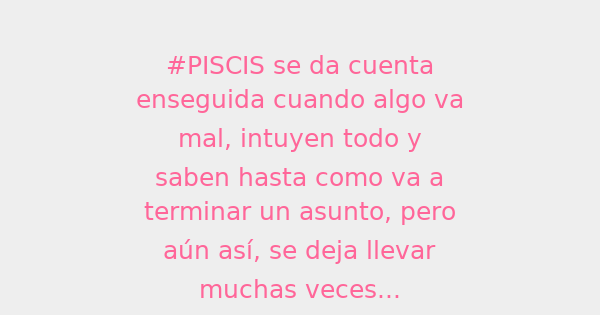 #PISCIS se da cuenta
enseguida cuando algo va
mal, intuyen todo y
saben hasta como va a
terminar un asunto, pero
aún así, se deja llevar
muchas veces...